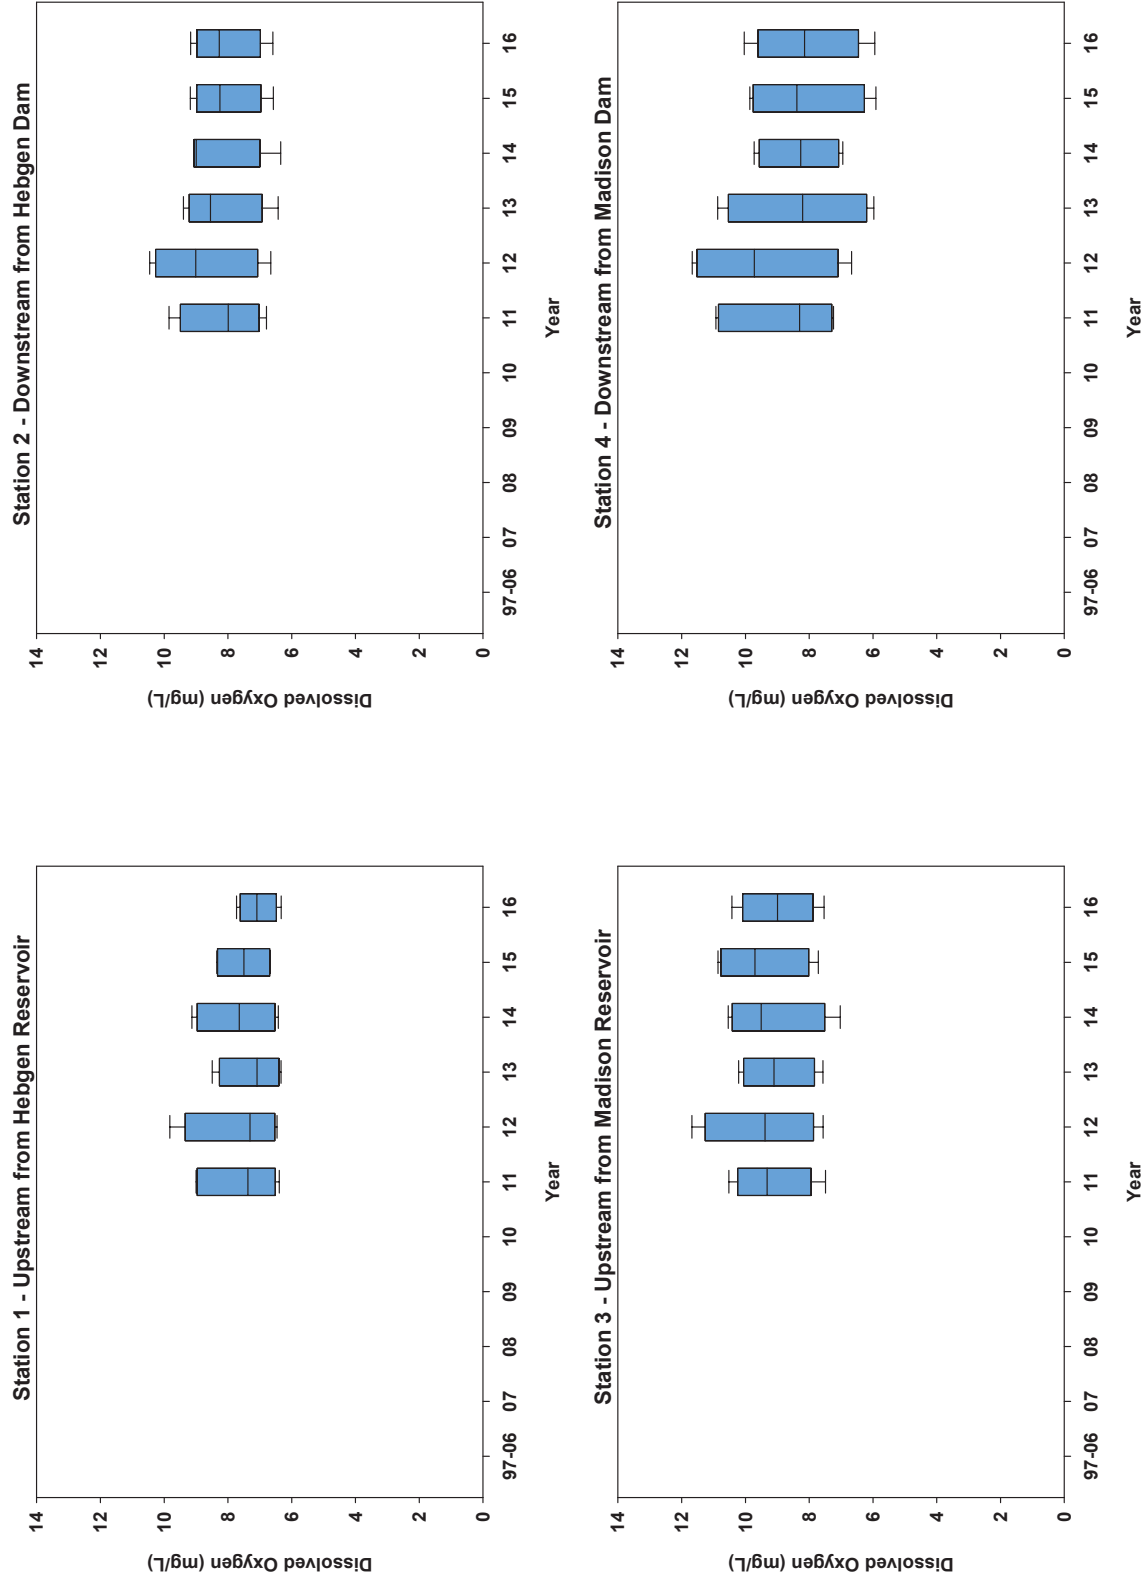 Station 1 - Upstream from Hebgen Reservoir
14
12
10
8
6
4
2
0
Dissolved Oxygen (mg/L)
97-06 07 08 09 10 11 12 13 14 15 16
Year
Station 2 - Downstream from Hebgen Dam
14
12
10
8
6
4
2
0
Dissolved Oxygen (mg/L)
97-06 07 08 09 10 11 12 13 14 15 16
Year
Station 3 - Upstream from Madison Reservoir
14
12
10
8
6
4
2
0
Dissolved Oxygen (mg/L)
97-06 07 08 09 10 11 12 13 14 15 16
Year
Station 4 - Downstream from Madison Dam
14
12
10
8
6
4
2
0
Dissolved Oxygen (mg/L)
97-06 07 08 09 10 11 12 13 14 15 16
Year